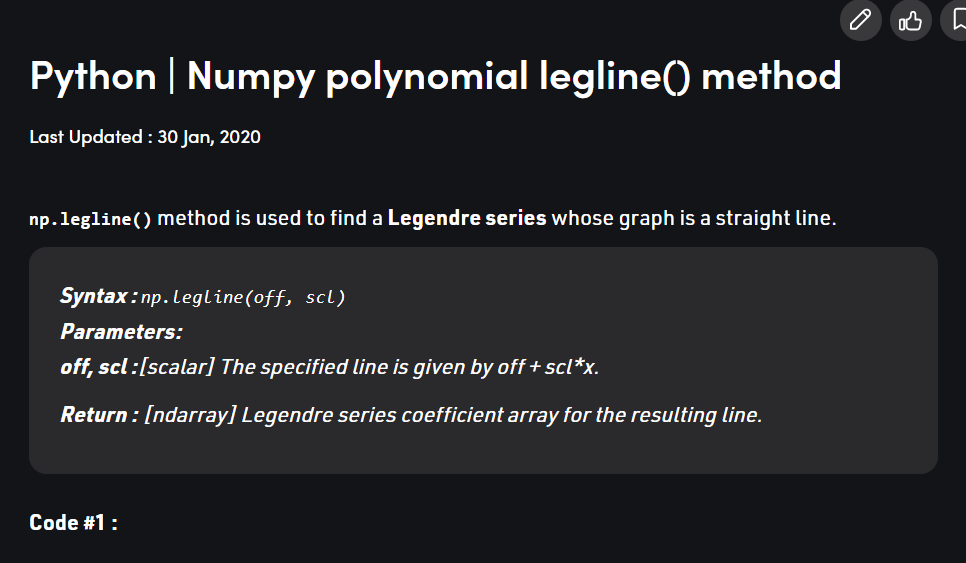 Python | Numpy polynomial legline() method
Last Updated : 30 Jan, 2020
np.legline() method is used to find a Legendre series whose graph is a straight line.
Syntax : np.legline(off, scl)
Parameters:
off, scl :[scalar] The specified line is given by off + scl*x.
Return : [ndarray] Legendre series coefficient array for the resulting line.
Code #1 :